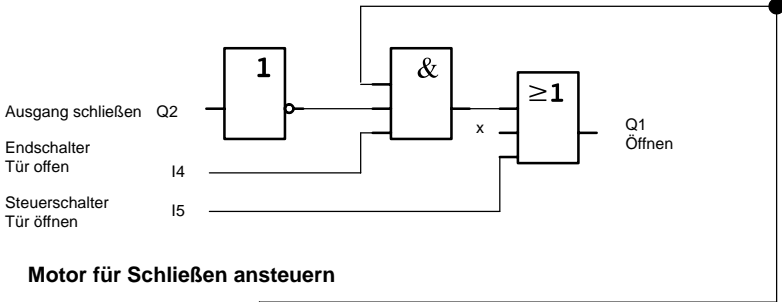 1
&
≥1
Ausgang schließen Q2
x
Q1
Öffnen
Endschalter
Tür offen
I4
Steuerschalter
Tür öffnen
I5
Motor für Schließen ansteuern